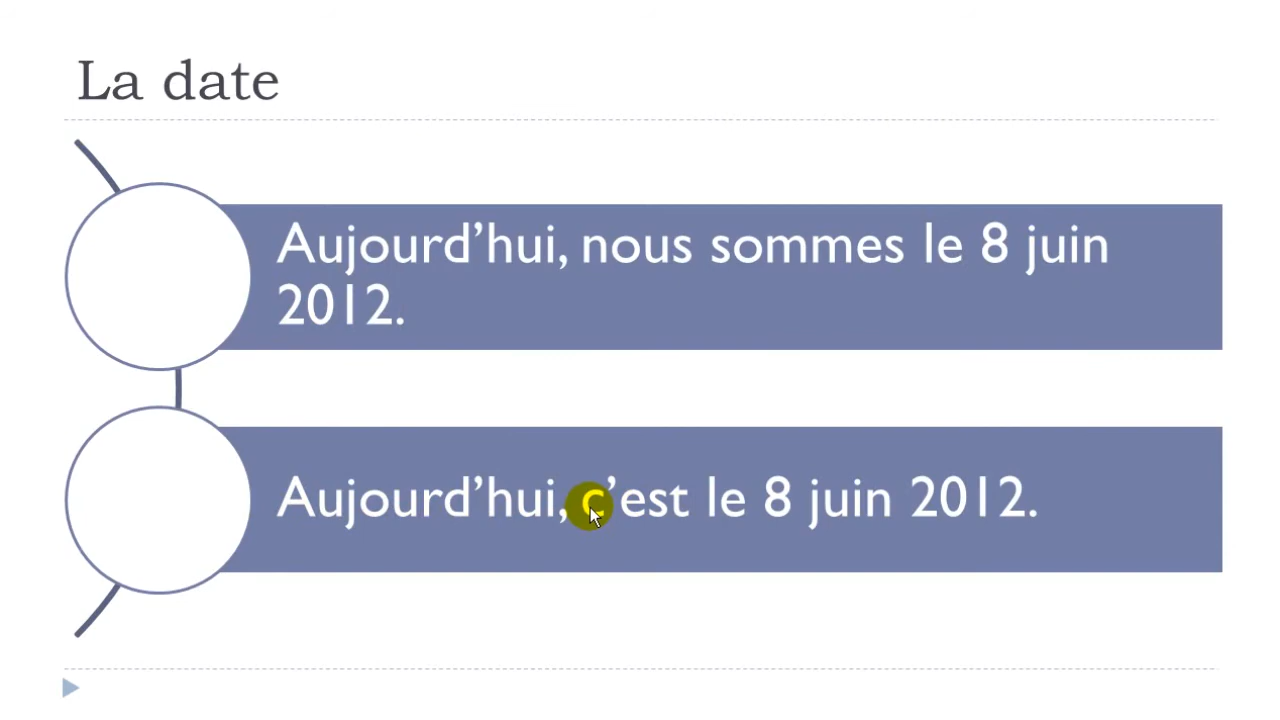 La date
Aujourd’hui, nous sommes le 8 juin
2012.
Aujourd’hui, c’est le 8 juin 2012.